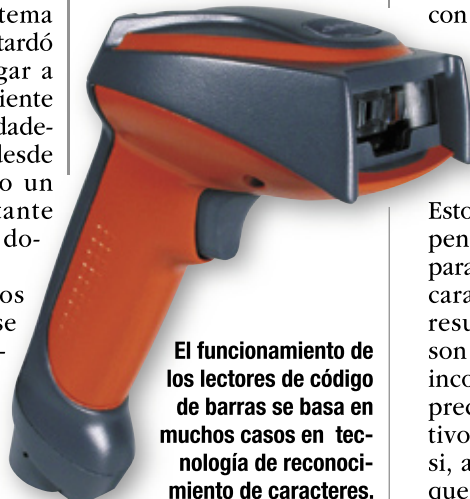 tema
tardó
gar a
iente
dade-
desde
o un
tante
do-
os
se
-
El funcionamiento de
los lectores de código
de barras se basa en
muchos casos en tec-
nología de reconoci-
miento de caracteres.
con
Esto
pen
para
cara
resu
son
inco
pred
tivo
si, a
que